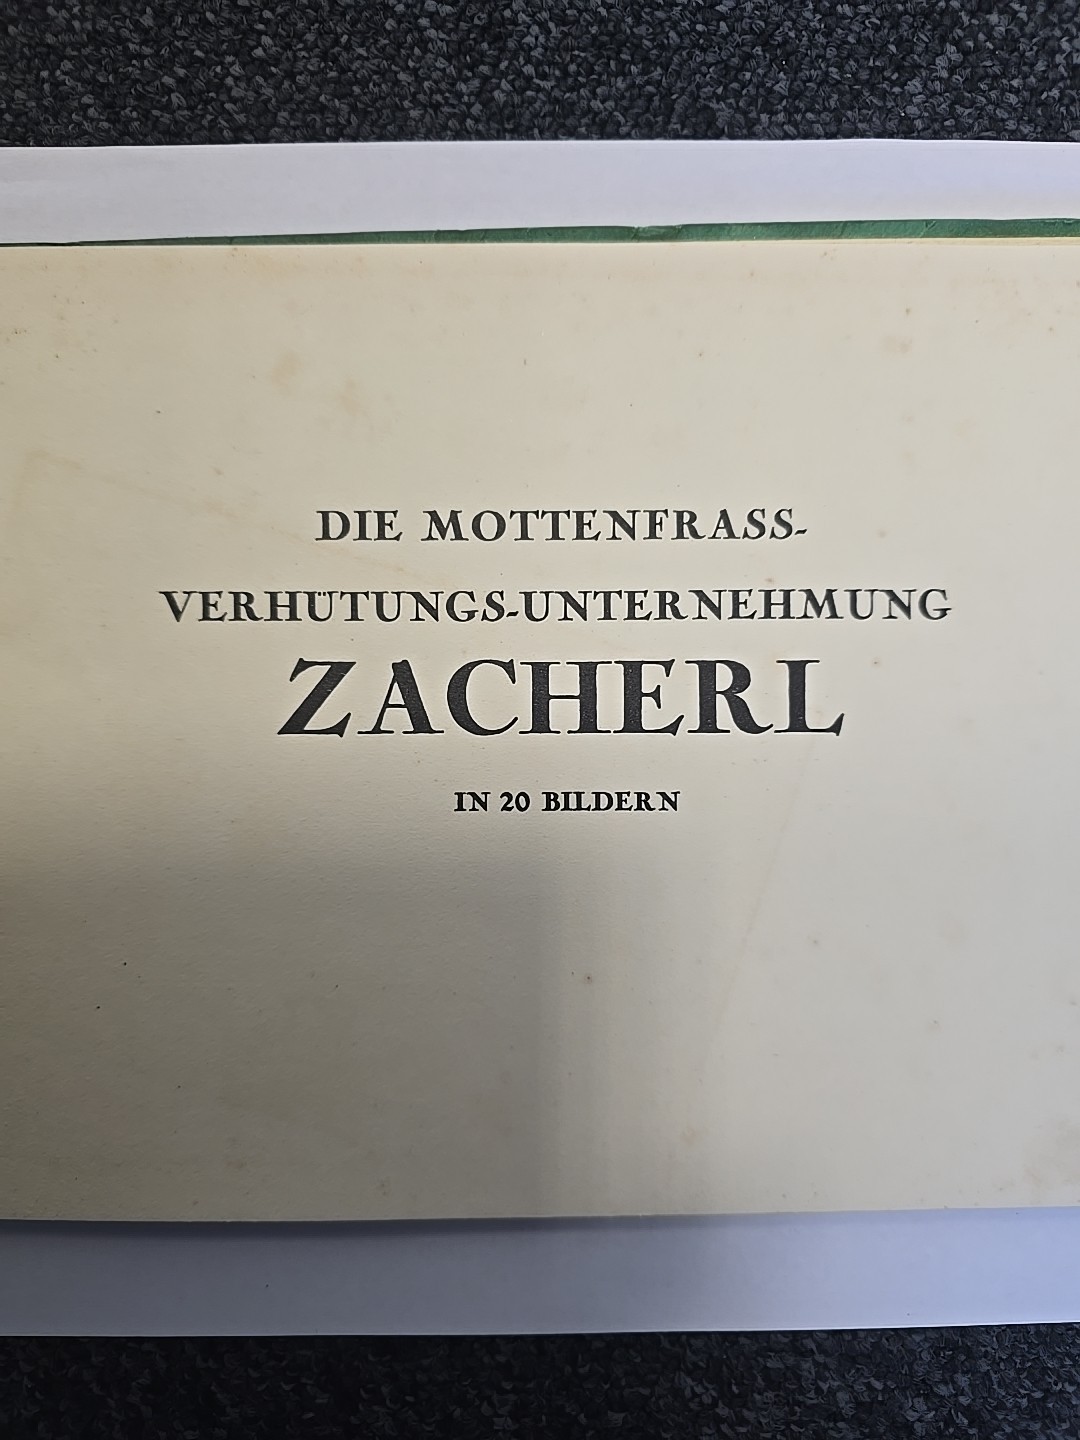 DIE MOTTENFRASS-
VERHÜTUNGS-UNTERNEHMUNG
ZACHERL
IN 20 BILDERN